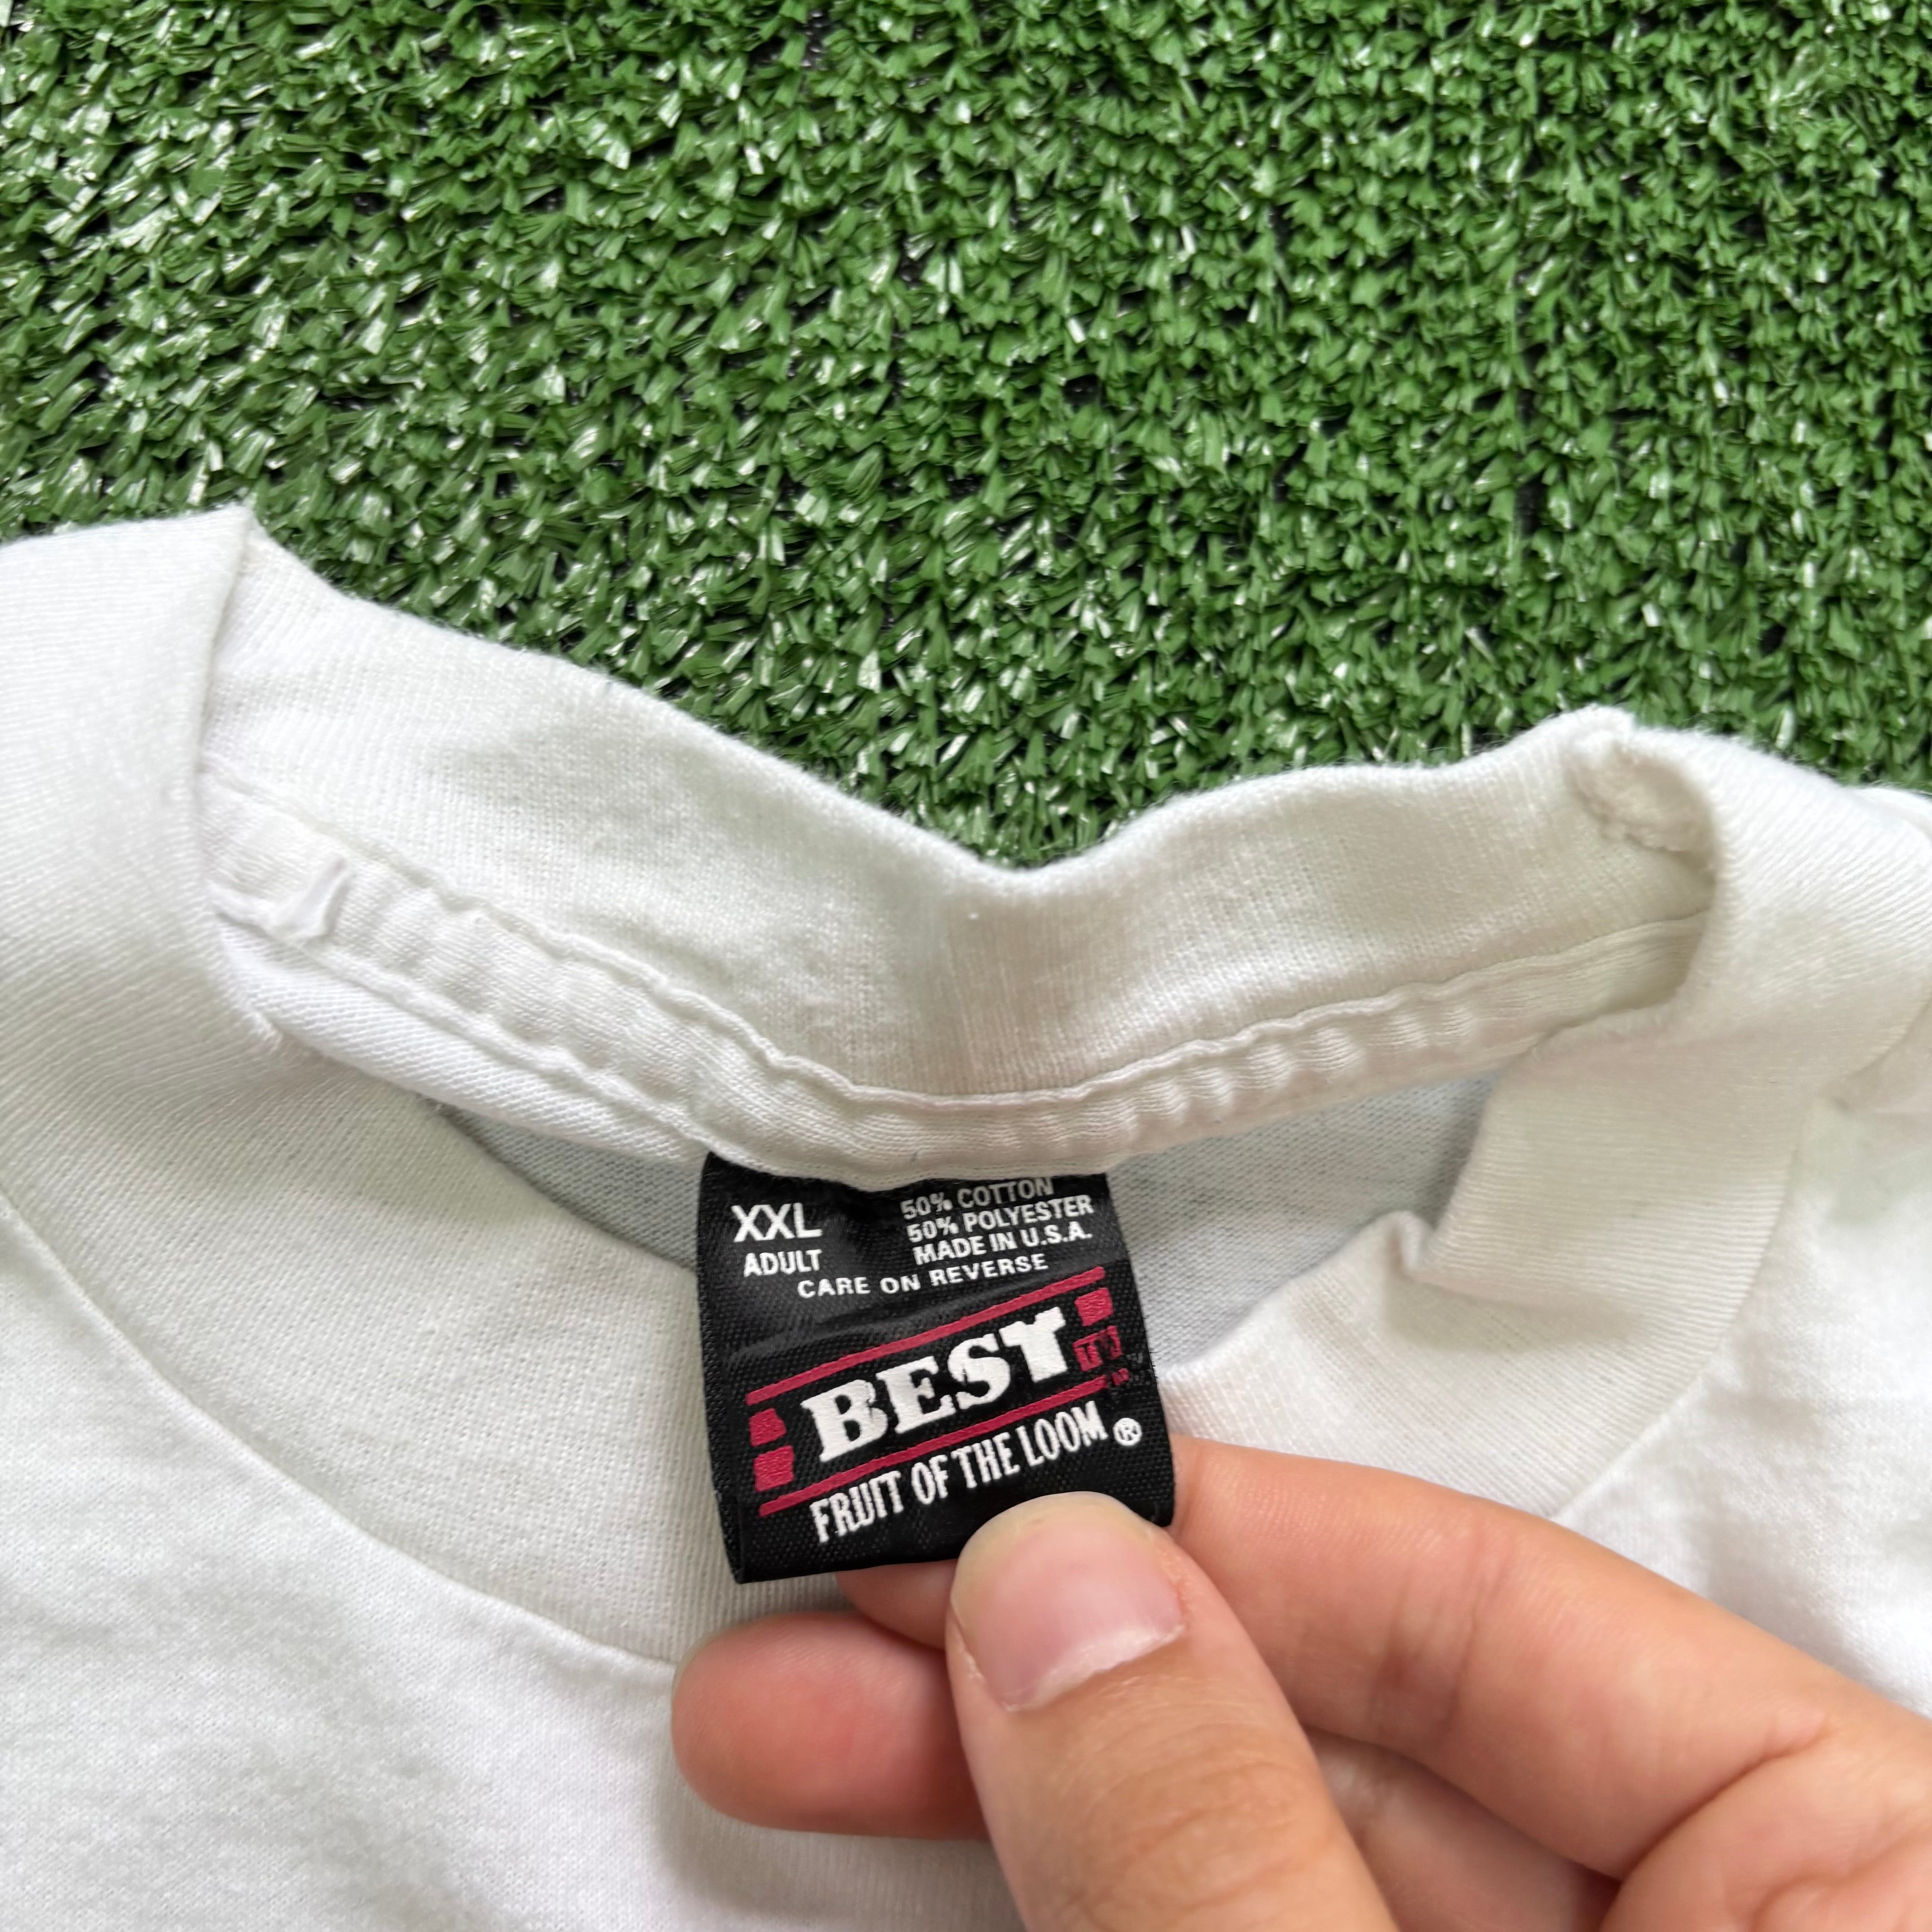 XXL
ADULT
50% COTTON
50% POLYESTER
MADE IN U.S.A.
CARE ON REVERSE
BEST
FRUIT OF THE LOOM®